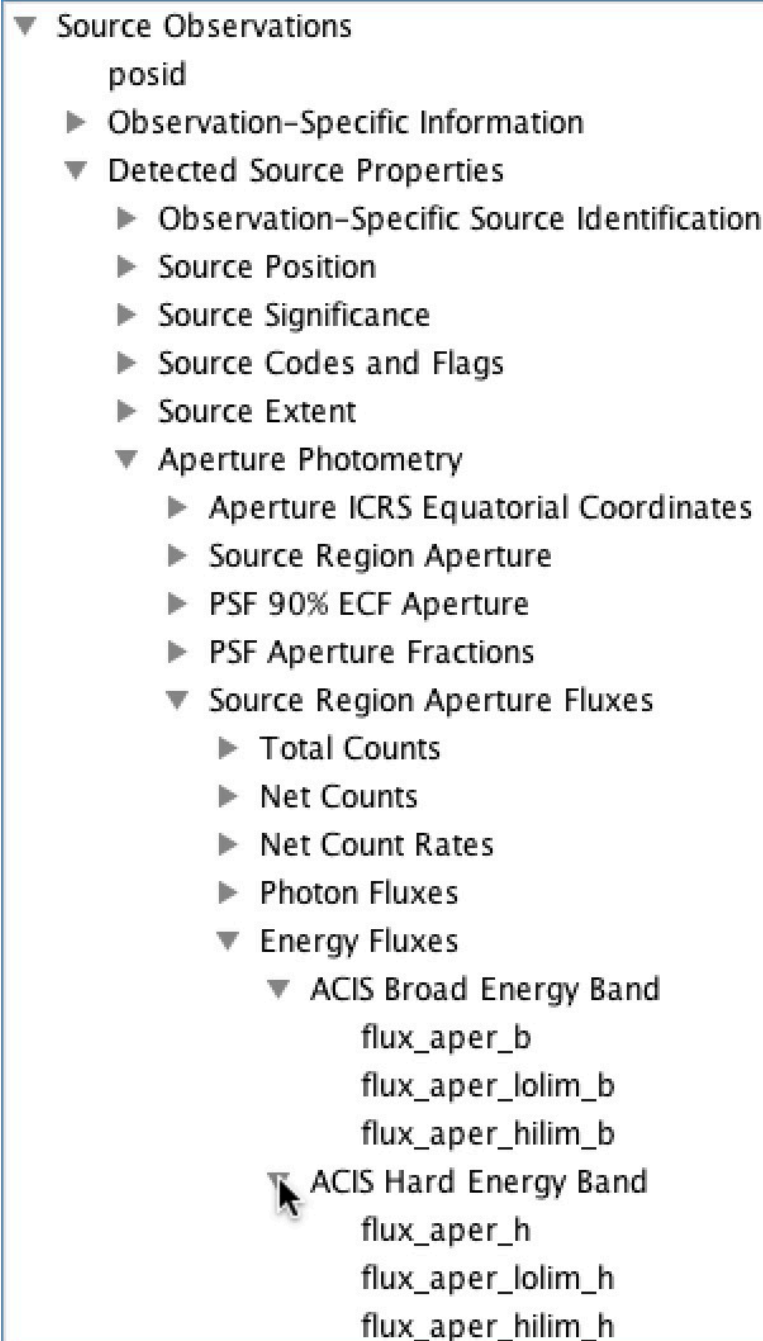 Source Observations
posid
Observation-Specific Information
Detected Source Properties
Observation-Specific Source Identification
Source Position
Source Significance
Source Codes and Flags
Source Extent
Aperture Photometry
Aperture ICRS Equatorial Coordinates
Source Region Aperture
PSF 90% ECF Aperture
PSF Aperture Fractions
Source Region Aperture Fluxes
Total Counts
Net Counts
Net Count Rates
Photon Fluxes
Energy Fluxes
ACIS Broad Energy Band
flux_aper_b
flux_aper_lolim_b
flux_aper_hilim_b
ACIS Hard Energy Band
flux_aper_h
flux_aper_lolim_h
flux_aper_hilim_h